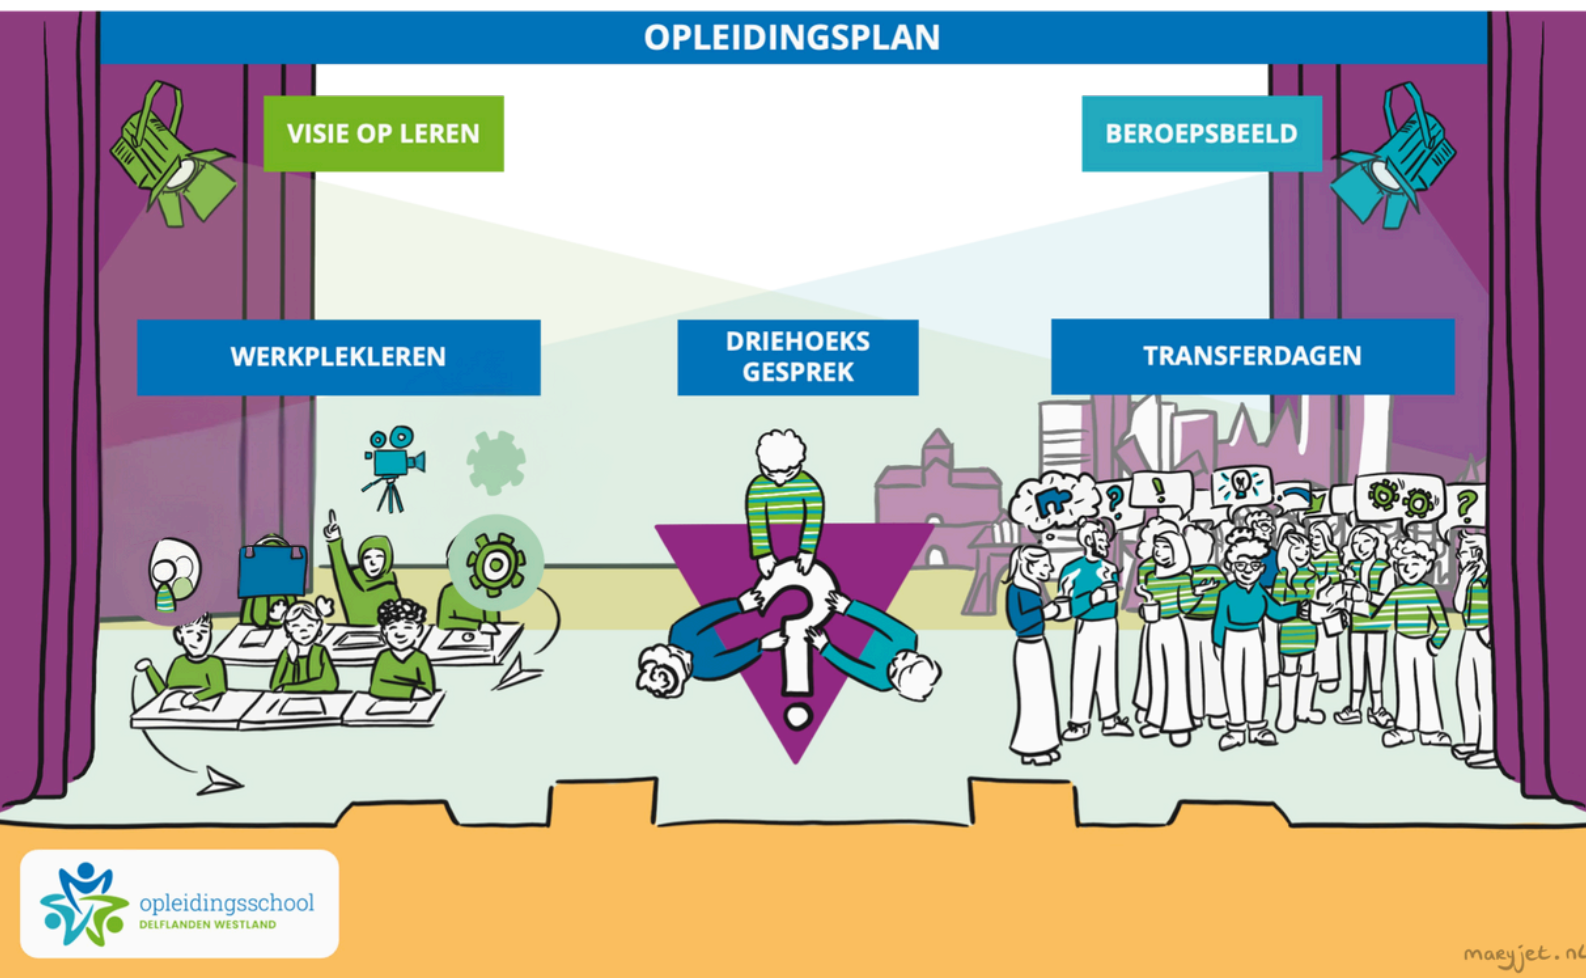 OPLEIDINGSPLAN
VISIE OP LEREN
BEROEPSBEELD
WERKPLEKLEREN
DRIEHOEKS
GESPREK
TRANSFERDAGEN
?
!
?
?
opleidingsschool
DELFLANDEN WESTLAND
maryjet.nl